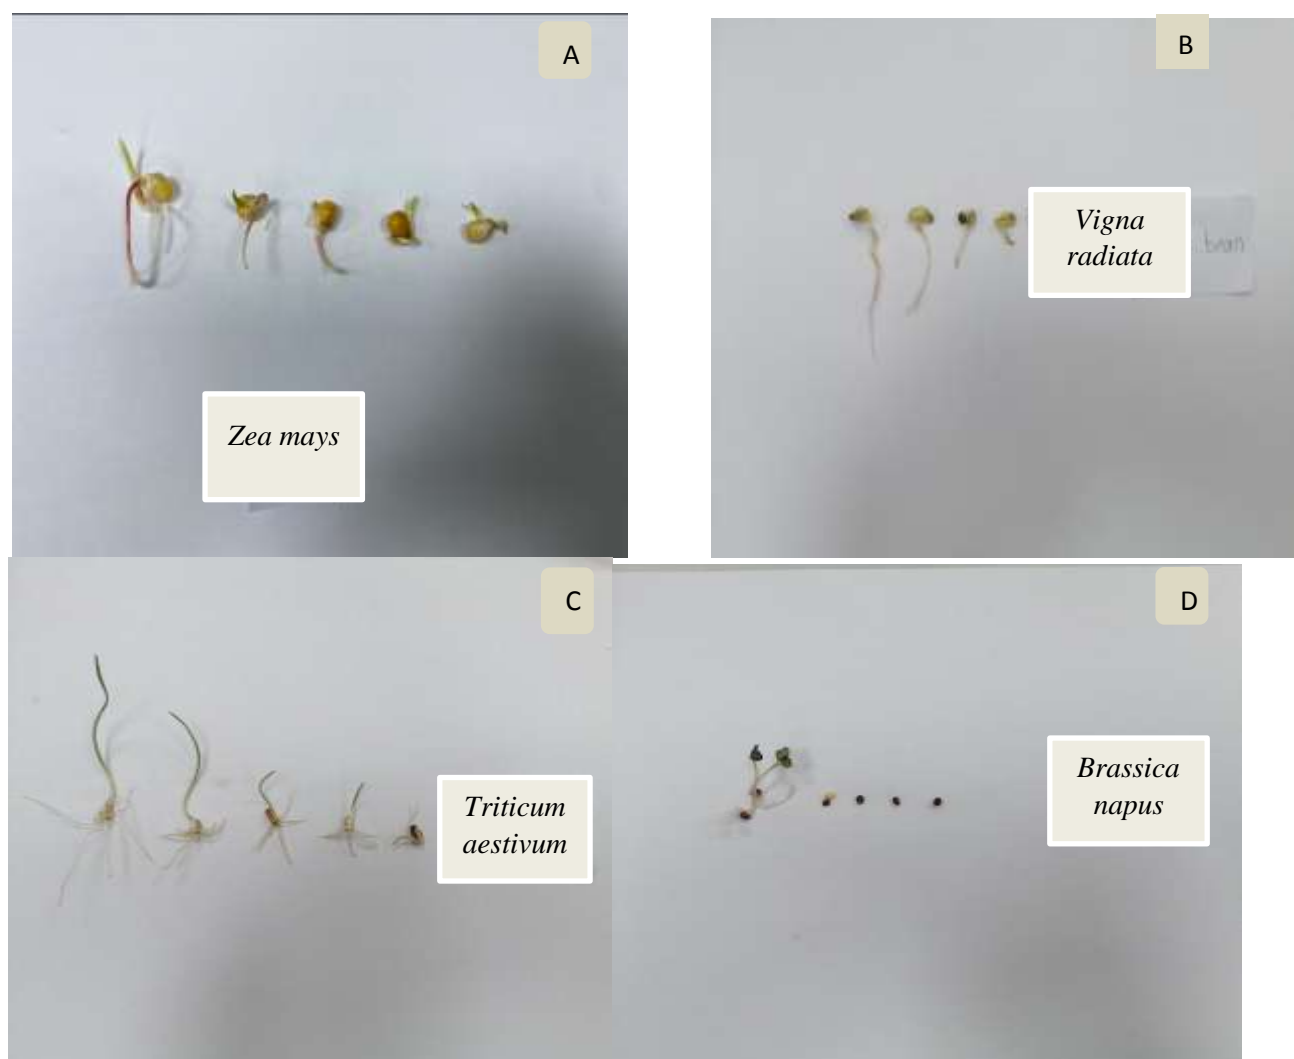 A
B
Vigna
radiata
Zea mays
C
D
Triticum
aestivum
Brassica
napus